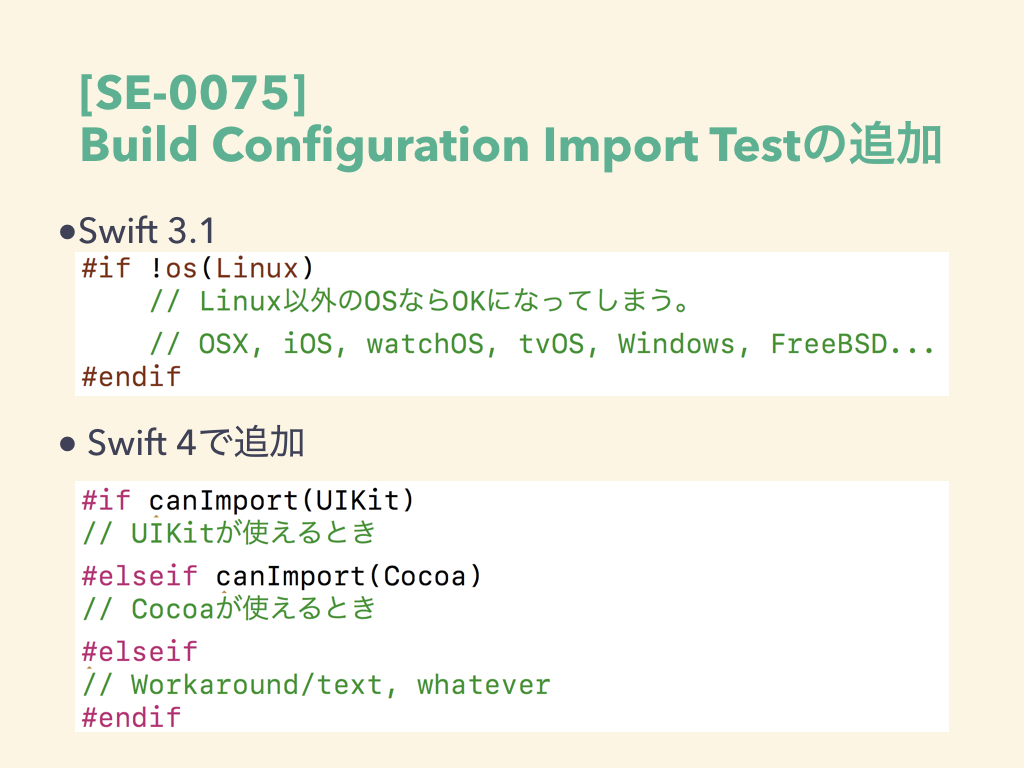 [SE-0075]
Build Configuration Import Testの追加
•Swift 3.1
#if !os(Linux)
    // Linux以外のOSならOKになってしまう。
    // OSX, iOS, watchOS, tvOS, Windows, FreeBSD...
#endif
• Swift 4で追加
#if canImport(UIKit)
// UIKitが使えるとき
#elseif canImport(Cocoa)
// Cocoaが使えるとき
#elseif
// Workaround/text, whatever
#endif